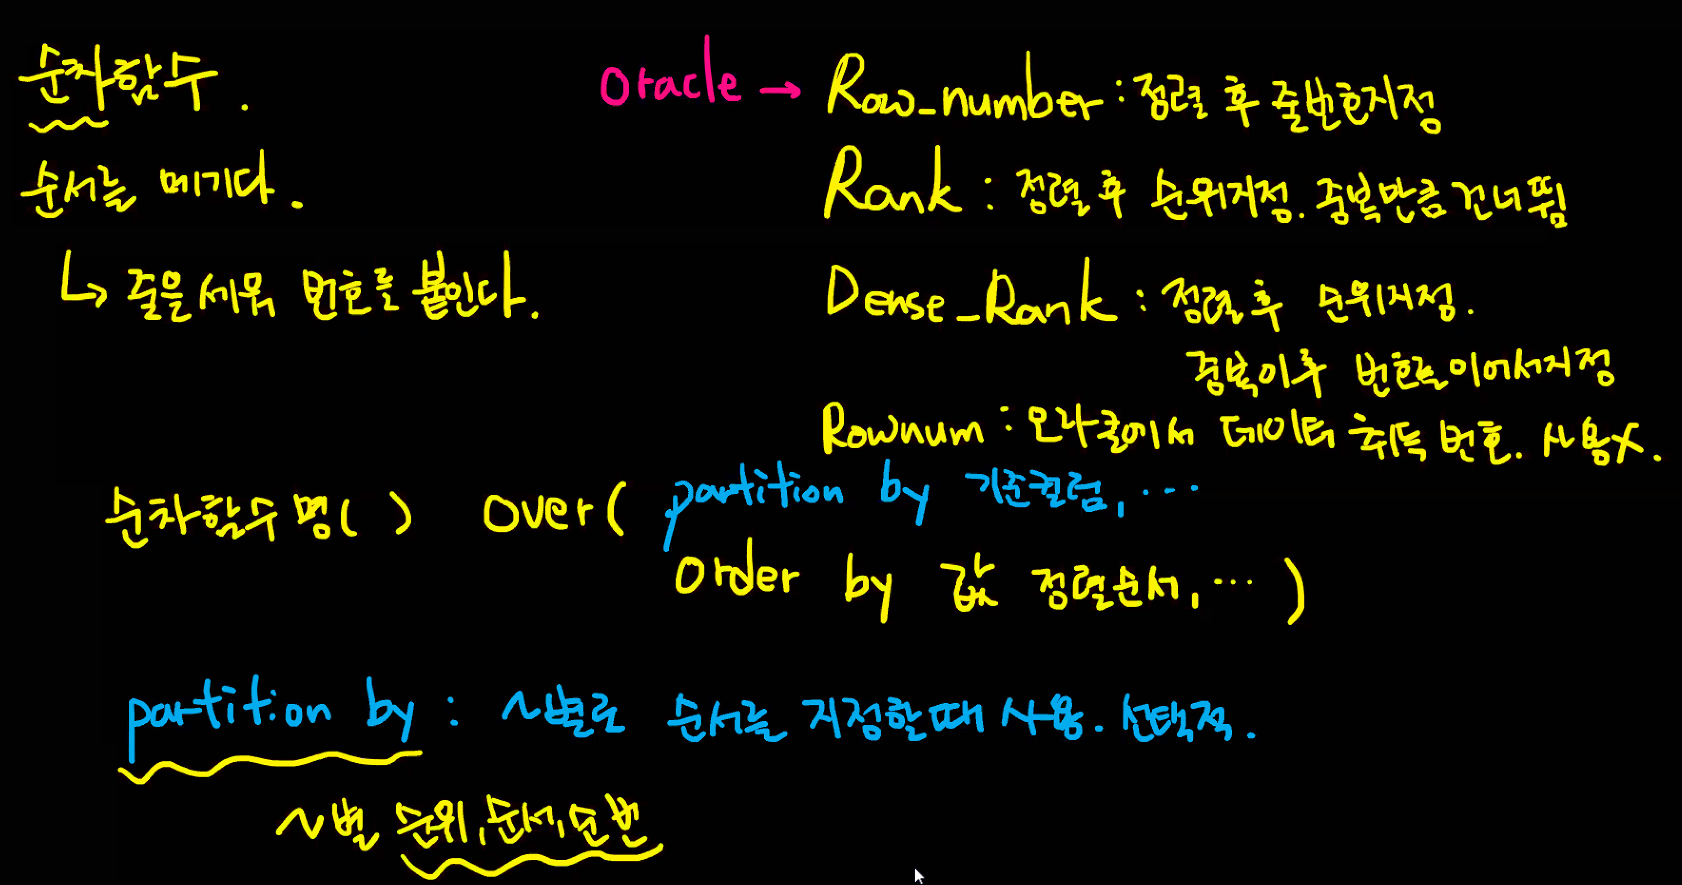 순차함수.
순서를 메기다.
↳ 줄을 세워 번호를 붙인다.
Oracle → Row_number : 정렬 후 줄번호지정
Rank : 정렬 후 순위지정. 중복만큼 건너뜀
Dense_Rank : 정렬 후 순위지정.
중복이후 번호를 이어서지정
Rownum : 오라클에서 데이터 취득 번호. 사용X.
순차함수명( ) over( partition by 기준컬럼, ...
order by 값 정렬순서, ... )
partition by : ~별로 순서를 지정할때 사용. 선택적.
~별 순위, 순서, 순번